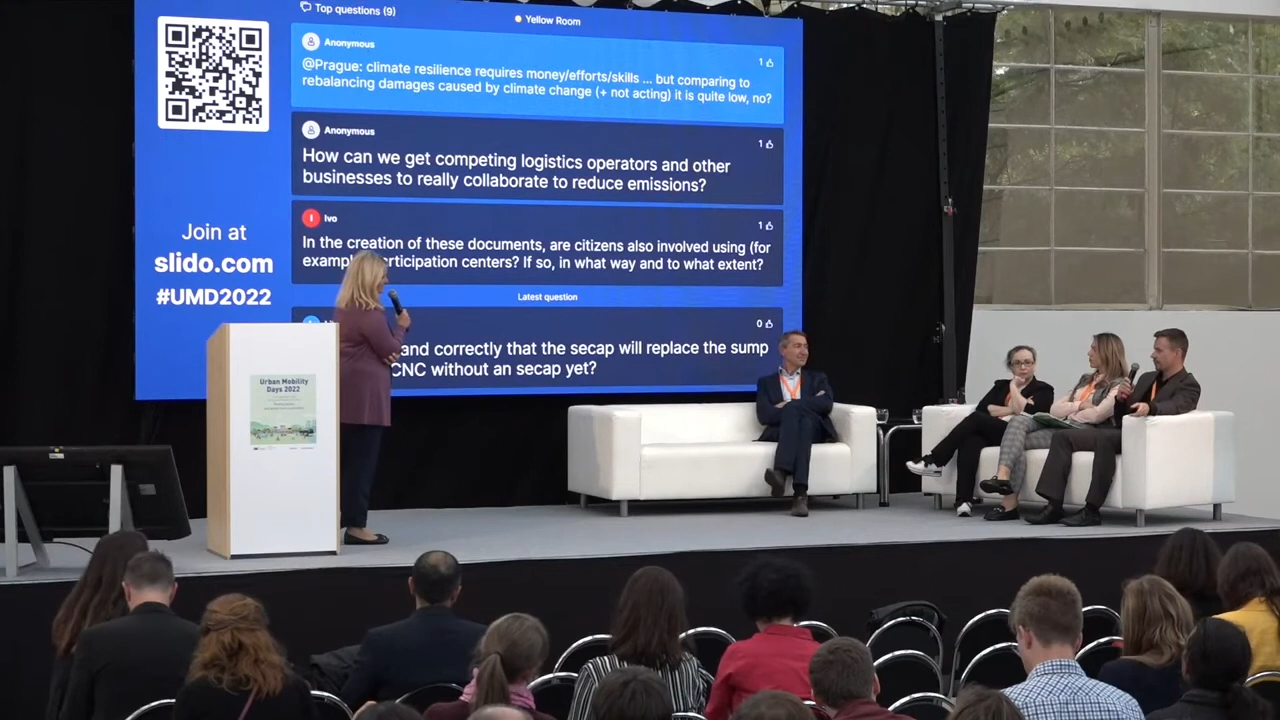 Top questions (9)
Yellow Room
Anonymous
1
@Prague: climate resilience requires money/efforts/skills ... but comparing to
rebalancing damages caused by climate change (+ not acting) it is quite low, no?
Anonymous
1
How can we get competing logistics operators and other
businesses to really collaborate to reduce emissions?
I
Ivo
1
In the creation of these documents, are citizens also involved using (for
participation centers? If so, in what way and to what extent?
Latest question
0
and correctly that the secap will replace the sump
CNC without an secap yet?
Join at
slido.com
#UMD2022
Urban Mobility
Days 2022